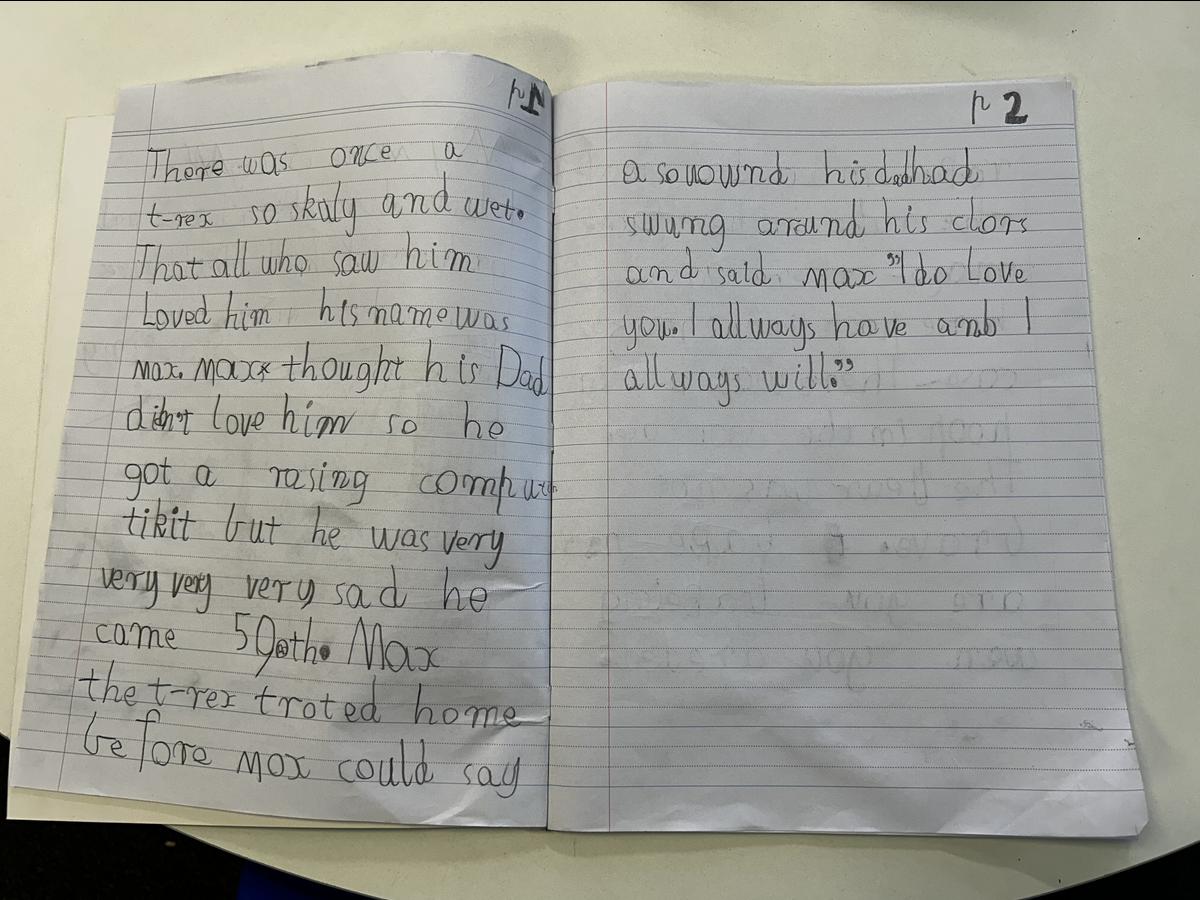 p1
There was once a
t-rex so skaly and wet.
That all who saw him
Loved him his name was
max. max thought his Dad
didn't love him so he
got a rasing
tikit but he was very
very very very sad he
came 59th. Max
the t-rex troted home
before max could say
p2
a souownd his dad had
swung around his clors
and said max "I do Love
you. I allways have anb I
allways will."